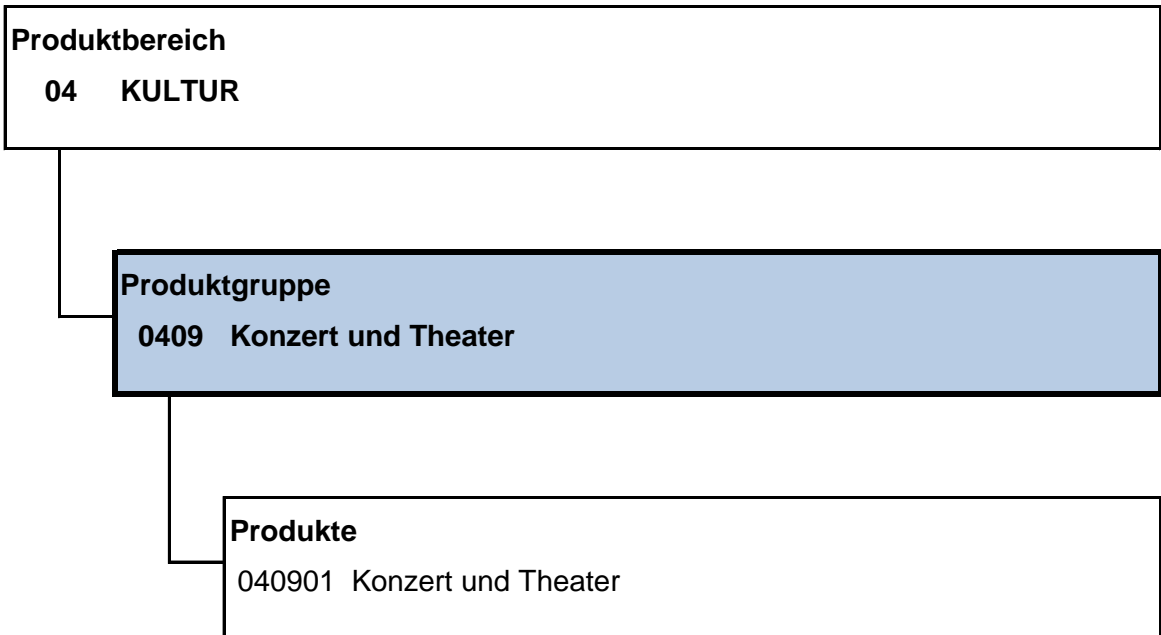 Produktbereich
04 KULTUR
Produktgruppe
0409 Konzert und Theater
Produkte
040901 Konzert und Theater